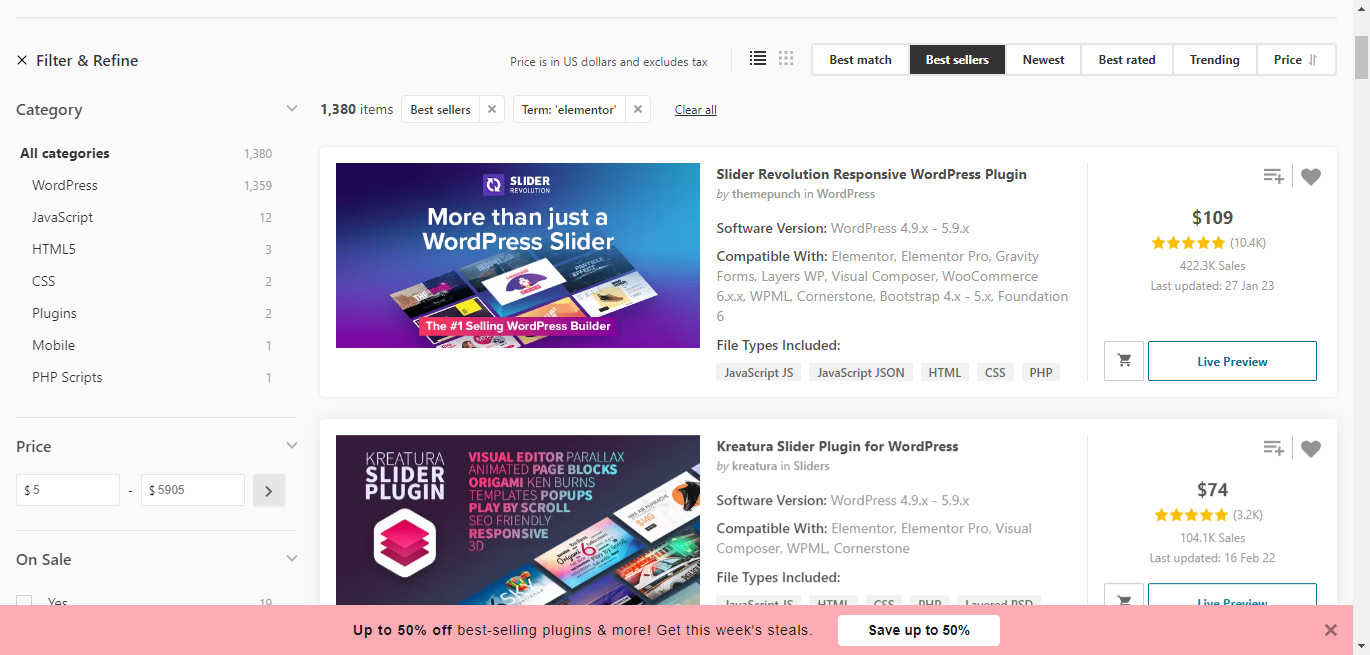 Filter & Refine
Price is in US dollars and excludes tax
Best match
Best sellers
Newest
Best rated
Trending
Price
Category
1,380 items
Best sellers
Term: 'elementor'
Clear all
All categories 1,380
WordPress 1,359
JavaScript 12
HTML5 3
CSS 2
Plugins 2
Mobile 1
PHP Scripts 1
Price
$ 5 - $ 5905
On Sale
Yes 19
SLIDER
REVOLUTION
More than just a
WordPress Slider
The #1 Selling WordPress Builder
Slider Revolution Responsive WordPress Plugin
by themepunch in WordPress
Software Version: WordPress 4.9.x - 5.9.x
Compatible With: Elementor, Elementor Pro, Gravity
Forms, Layers WP, Visual Composer, WooCommerce
6.x.x, WPML, Cornerstone, Bootstrap 4.x - 5.x, Foundation
6
File Types Included:
JavaScript JS JavaScript JSON HTML CSS PHP
$109
(10.4K)
422.3K Sales
Last updated: 27 Jan 23
Live Preview
KREATURA
SLIDER
PLUGIN
VISUAL EDITOR PARALLAX
ANIMATED PAGE BLOCKS
ORIGAMI KEN BURNS
TEMPLATES POPUPS
PLAY BY SCROLL
SEO FRIENDLY
RESPONSIVE
3D
Kreatura Slider Plugin for WordPress
by kreatura in Sliders
Software Version: WordPress 4.9.x - 5.9.x
Compatible With: Elementor, Elementor Pro, Visual
Composer, WPML, Cornerstone
File Types Included:
JavaScript JS HTML CSS PHP Layered PSD
$74
(3.2K)
104.1K Sales
Last updated: 16 Feb 22
Live Preview
Up to 50% off best-selling plugins & more! Get this week's steals.
Save up to 50%